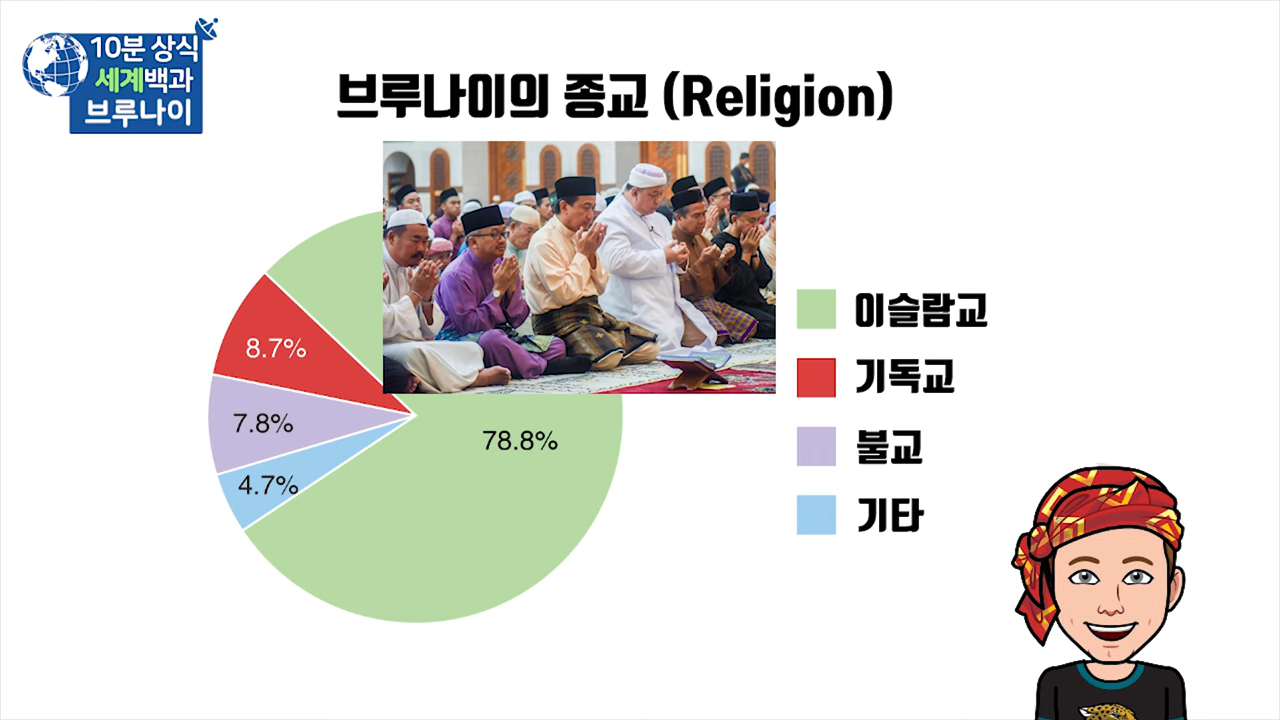 10분 상식
세계백과
브루나이
브루나이의 종교 (Religion)
이슬람교
8.7%
기독교
7.8%
78.8%
불교
4.7%
기타